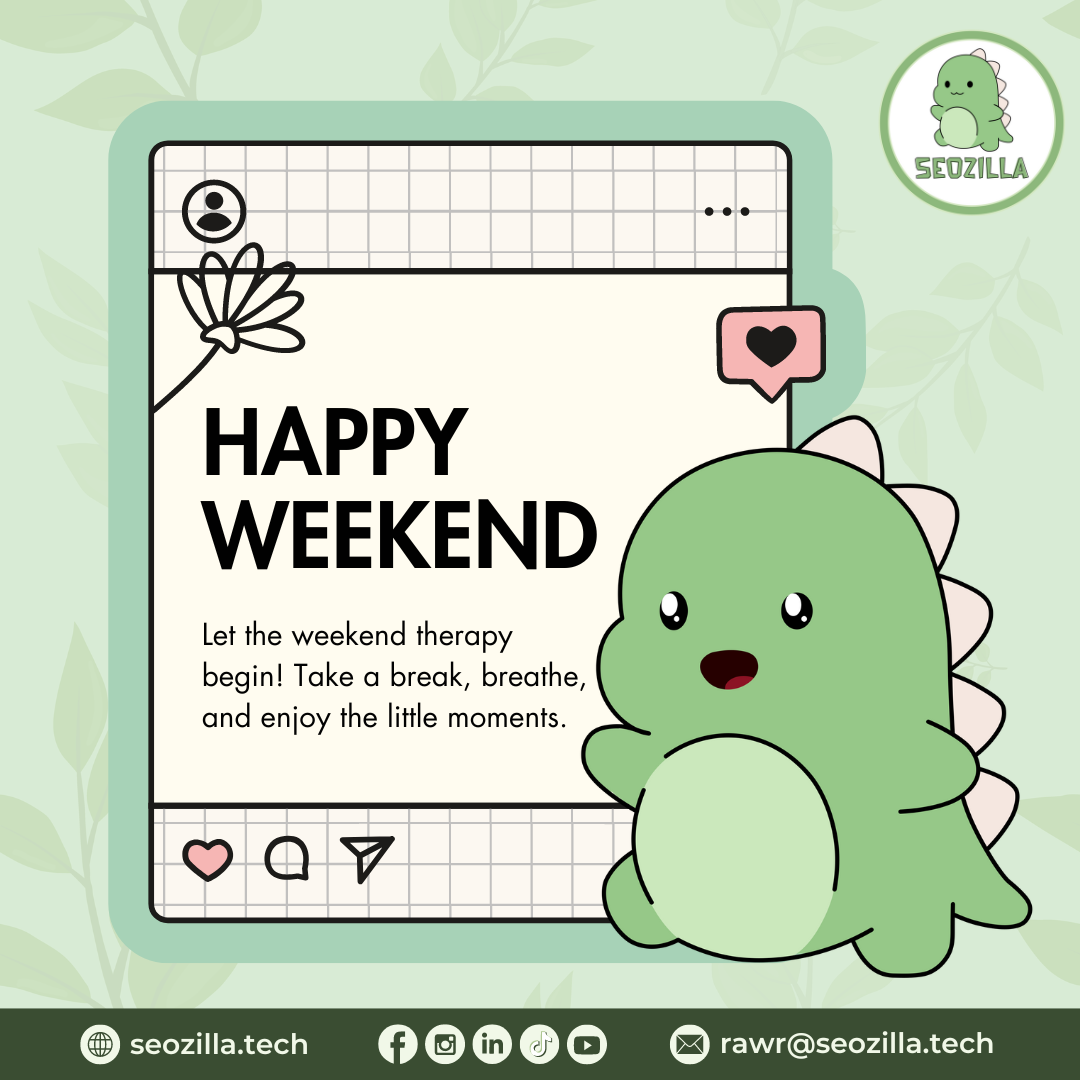 SEOZILLA
HAPPY
WEEKEND
Let the weekend therapy
begin! Take a break, breathe,
and enjoy the little moments.
seozilla.tech
rawr@seozilla.tech